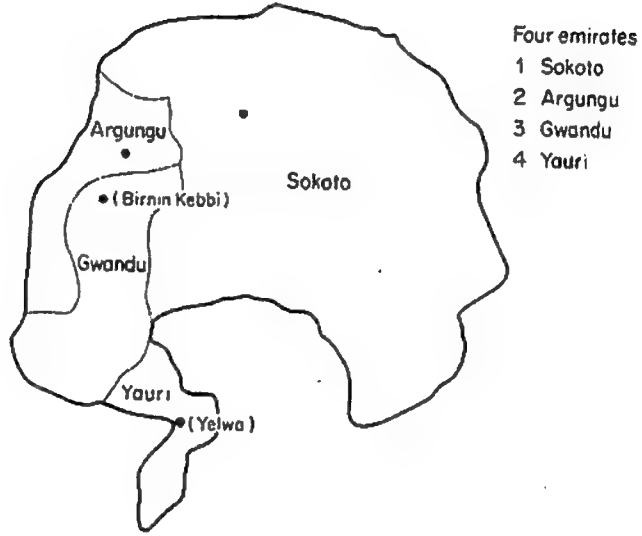 Four emirates
1 Sokoto
2 Argungu
3 Gwandu
4 Yauri
Argungu
Sokoto
(Birnin Kebbi)
Gwandu
Yauri
(Yelwa)